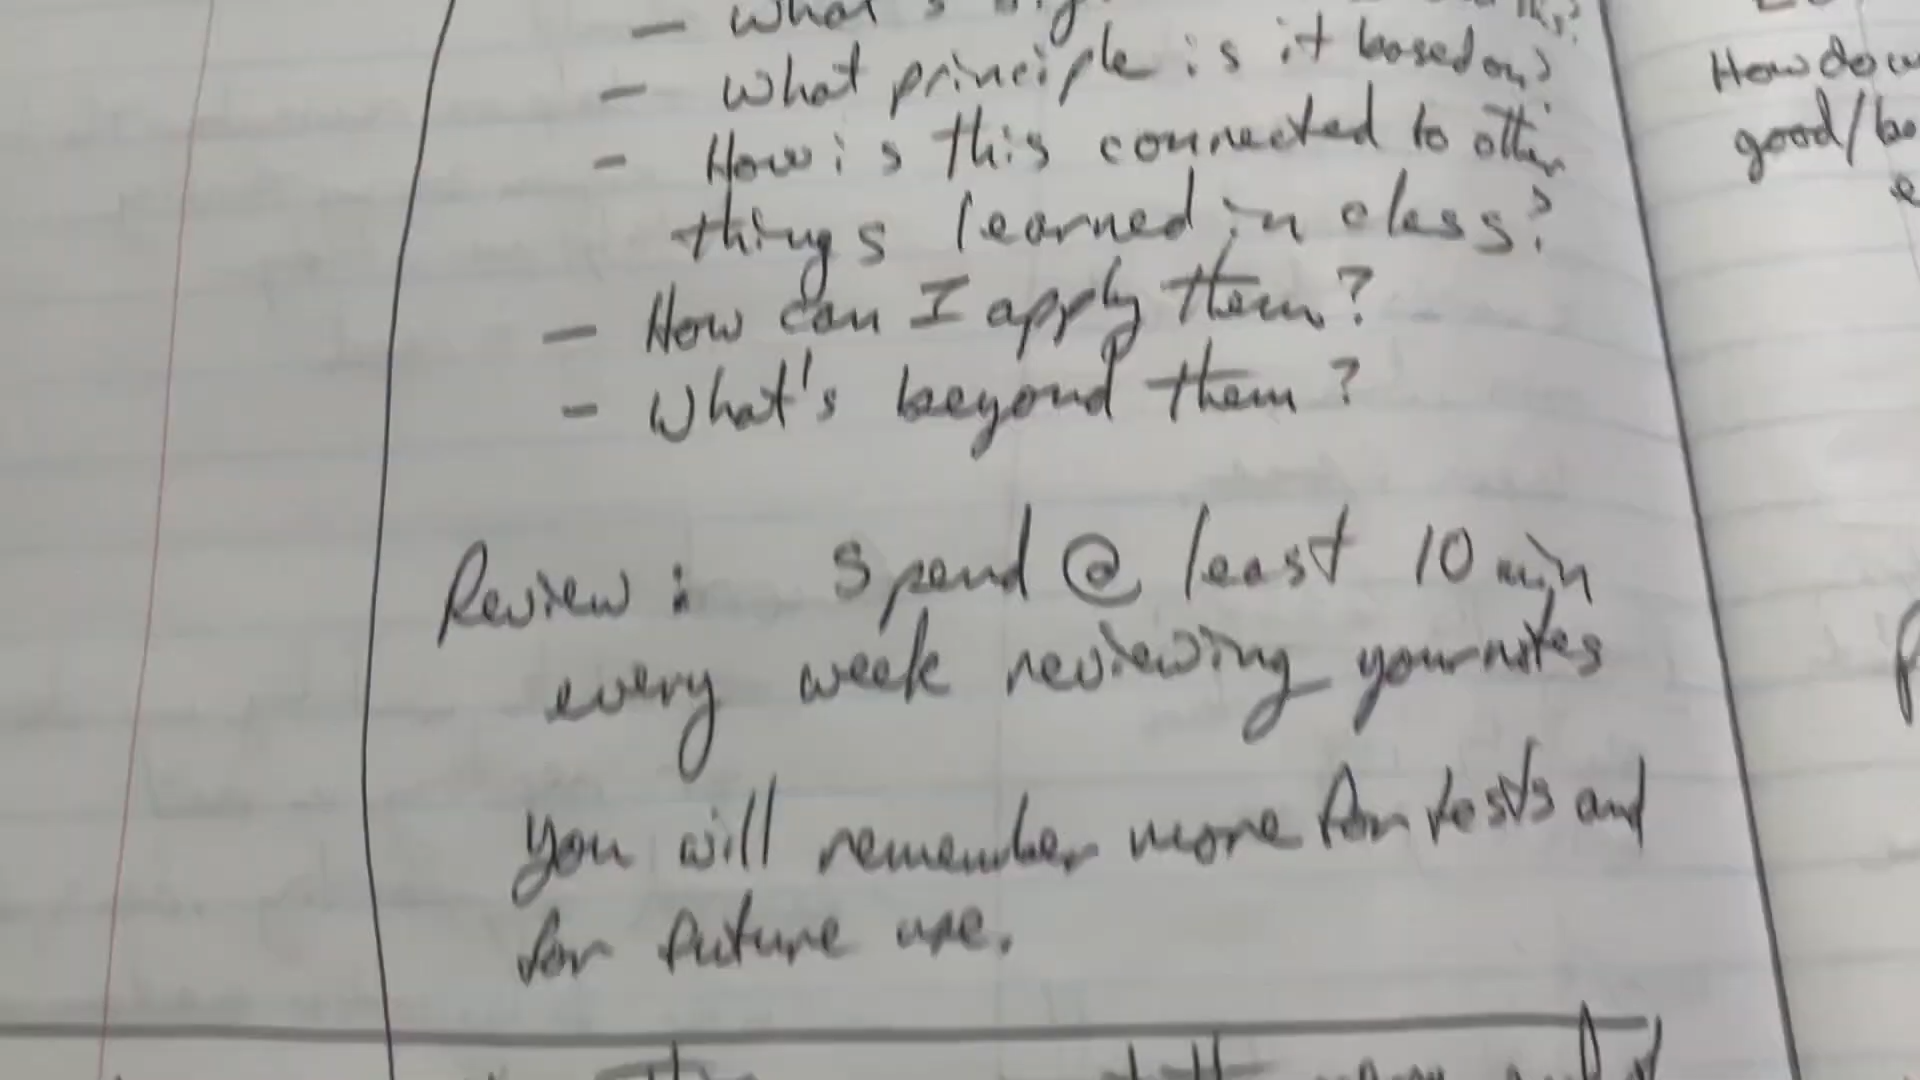 - What's
- What principle is it based on?
- How is this connected to other
things learned in class?
- How can I apply them?
- What's beyond them?
Review: Spend @ least 10 min
every week reviewing your notes
You will remember more for tests and
for future use.
How do
good/